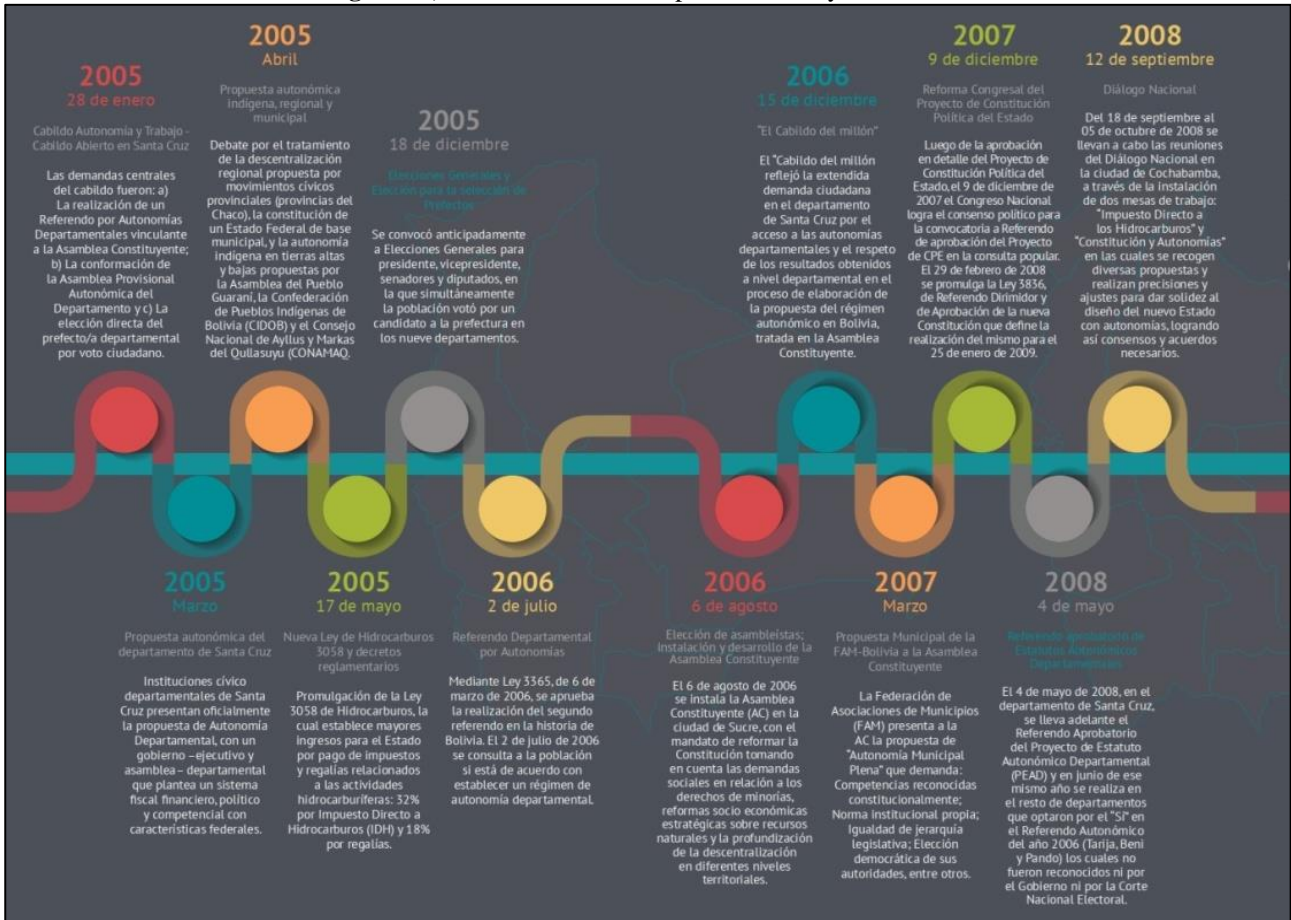 2005
28 de enero
Cabildo Autonomía y Trabajo -
Cabildo Abierto en Santa Cruz
Las demandas centrales
del cabildo fueron: a)
La realización de un
Referendo por Autonomías
Departamentales vinculante
a la Asamblea Constituyente;
b) La conformación de
la Asamblea Provisional
Autonómica del
Departamento y c) La
elección directa del
prefecto/a departamental
por voto ciudadano.
2005
Abril
Propuesta autonómica
indígena, regional y
municipal
Debate por el tratamiento
de la descentralización
regional propuesta por
movimientos cívicos
provinciales (provincias del
Chaco), la constitución de
un Estado Federal de base
municipal, y la autonomía
indígena en tierras altas
y bajas propuestas por
la Asamblea del Pueblo
Guaraní, la Confederación
de Pueblos Indígenas de
Bolivia (CIDOB) y el Consejo
Nacional de Ayllus y Markas
del Qullasuyu (CONAMAQ.
2005
18 de diciembre
Elecciones Generales y
Elección para la selección de
Prefectos
Se convocó anticipadamente
a Elecciones Generales para
presidente, vicepresidente,
senadores y diputados, en
la que simultáneamente
la población votó por un
candidato a la prefectura en
los nueve departamentos.
2006
15 de diciembre
"El Cabildo del millón"
El "Cabildo del millón
reflejó la extendida
demanda ciudadana
en el departamento
de Santa Cruz por el
acceso a las autonomías
departamentales y el respeto
de los resultados obtenidos
a nivel departamental en el
proceso de elaboración de
la propuesta del régimen
autonómico en Bolivia,
tratada en la Asamblea
Constituyente.
2007
9 de diciembre
Reforma Congresal del
Proyecto de Constitución
Política del Estado
Luego de la aprobación
en detalle del Proyecto de
Constitución Política del
Estado, el 9 de diciembre de
2007 el Congreso Nacional
logra el consenso político para
la convocatoria a Referendo
de aprobación del Proyecto
de CPE en la consulta popular.
El 29 de febrero de 2008
se promulga la Ley 3836,
de Referendo Dirimidor y
de Aprobación de la nueva
Constitución que define la
realización del mismo para el
25 de enero de 2009.
2008
12 de septiembre
Diálogo Nacional
Del 18 de septiembre al
05 de octubre de 2008 se
llevan a cabo las reuniones
del Diálogo Nacional en
la ciudad de Cochabamba,
a través de la instalación
de dos mesas de trabajo:
"Impuesto Directo a
los Hidrocarburos" y
"Constitución y Autonomías"
en las cuales se recogen
diversas propuestas y
realizan precisiones y
ajustes para dar solidez al
diseño del nuevo Estado
con autonomías, logrando
así consensos y acuerdos
necesarios.
2005
Marzo
Propuesta autonómica del
departamento de Santa Cruz
Instituciones cívico
departamentales de Santa
Cruz presentan oficialmente
la propuesta de Autonomía
Departamental, con un
gobierno –ejecutivo y
asamblea– departamental
que plantea un sistema
fiscal financiero, político
y competencial con
características federales.
2005
17 de mayo
Nueva Ley de Hidrocarburos
3058 y decretos
reglamentarios
Promulgación de la Ley
3058 de Hidrocarburos, la
cual establece mayores
ingresos para el Estado
por pago de impuestos
y regalías relacionados
a las actividades
hidrocarburíferas: 32%
por Impuesto Directo a
Hidrocarburos (IDH) y 18%
por regalías.
2006
2 de julio
Referendo Departamental
por Autonomías
Mediante Ley 3365, de 6 de
marzo de 2006, se aprueba
la realización del segundo
referendo en la historia de
Bolivia. El 2 de julio de 2006
se consulta a la población
si está de acuerdo con
establecer un régimen de
autonomía departamental.
2006
6 de agosto
Elección de asambleístas;
Instalación y desarrollo de la
Asamblea Constituyente
El 6 de agosto de 2006
se instala la Asamblea
Constituyente (AC) en la
ciudad de Sucre, con el
mandato de reformar la
Constitución tomando
en cuenta las demandas
sociales en relación a los
derechos de minorías,
reformas socio económicas
estratégicas sobre recursos
naturales y la profundización
de la descentralización
en diferentes niveles
territoriales.
2007
Marzo
Propuesta Municipal de la
FAM-Bolivia a la Asamblea
Constituyente
La Federación de
Asociaciones de Municipios
(FAM) presenta a la
AC la propuesta de
"Autonomía Municipal
Plena" que demanda:
Competencias reconocidas
constitucionalmente;
Norma institucional propia;
Igualdad de jerarquía
legislativa; Elección
democrática de sus
autoridades, entre otros.
2008
4 de mayo
Referendo aprobatorio de
Estatutos Autonómicos
Departamentales
El 4 de mayo de 2008, en el
departamento de Santa Cruz,
se lleva adelante el
Referendo Aprobatorio
del Proyecto de Estatuto
Autonómico Departamental
(PEAD) y en junio de ese
mismo año se realiza en
el resto de departamentos
que optaron por el "Sí" en
el Referendo Autonómico
del año 2006 (Tarija, Beni
y Pando) los cuales no
fueron reconocidos ni por
el Gobierno ni por la Corte
Nacional Electoral.